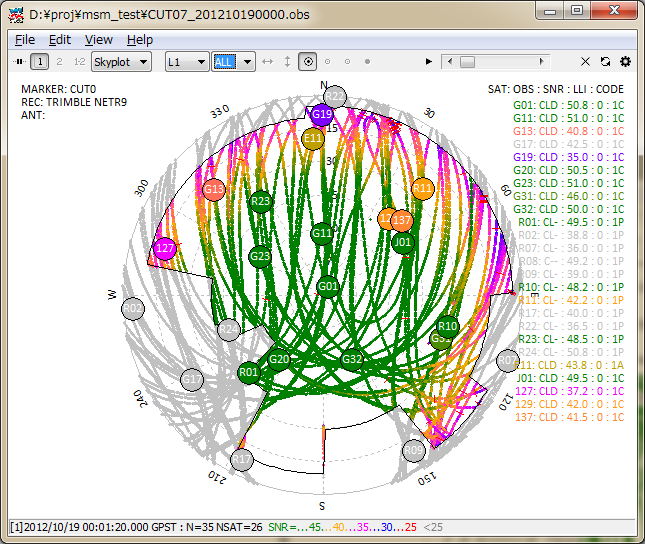 D:¥proj¥msm_test¥CUT07_201210190000.obs
File Edit View Help
1 2 1-2 Skyplot L1 ALL
MARKER: CUT0
REC: TRIMBLE NETR9
ANT:
SAT: OBS : SNR : LLI : CODE
G01: CLD : 50.8 : 0 : 1C
G11: CLD : 51.0 : 0 : 1C
G13: CLD : 40.8 : 0 : 1C
G17: CLD : 42.5 : 0 : 1C
G19: CLD : 35.0 : 0 : 1C
G20: CLD : 50.5 : 0 : 1C
G23: CLD : 51.0 : 0 : 1C
G31: CLD : 46.0 : 0 : 1C
G32: CLD : 50.0 : 0 : 1C
R01: CL- : 49.5 : 0 : 1P
R02: CL- : 38.8 : 0 : 1P
R07: CL- : 36.0 : 0 : 1P
R08: CL-- : 49.2 : 0 : 1P
R09: CL- : 39.0 : 0 : 1P
R10: CL- : 48.2 : 0 : 1P
R11: CL- : 42.2 : 0 : 1P
R17: CL- : 40.0 : 0 : 1P
R22: CL- : 36.5 : 0 : 1P
R23: CL- : 48.5 : 0 : 1P
R24: CL- : 50.8 : 0 : 1P
E11: CLD : 43.8 : 0 : 1A
J01: CLD : 49.5 : 0 : 1C
127: CLD : 37.2 : 0 : 1C
129: CLD : 42.0 : 0 : 1C
137: CLD : 41.5 : 0 : 1C
N
330
30
300
60
W
E
240
120
210
150
S
15
30
R22
G19
E11
G13
R23
R11
137
G11
J01
127
G23
G01
R02
R24
R10
G20
G32
R07
R01
G17
R17
R09
[1]2012/10/19 00:01:20.000 GPST : N=35 NSAT=26 SNR=...45...40...35...30...25 <25